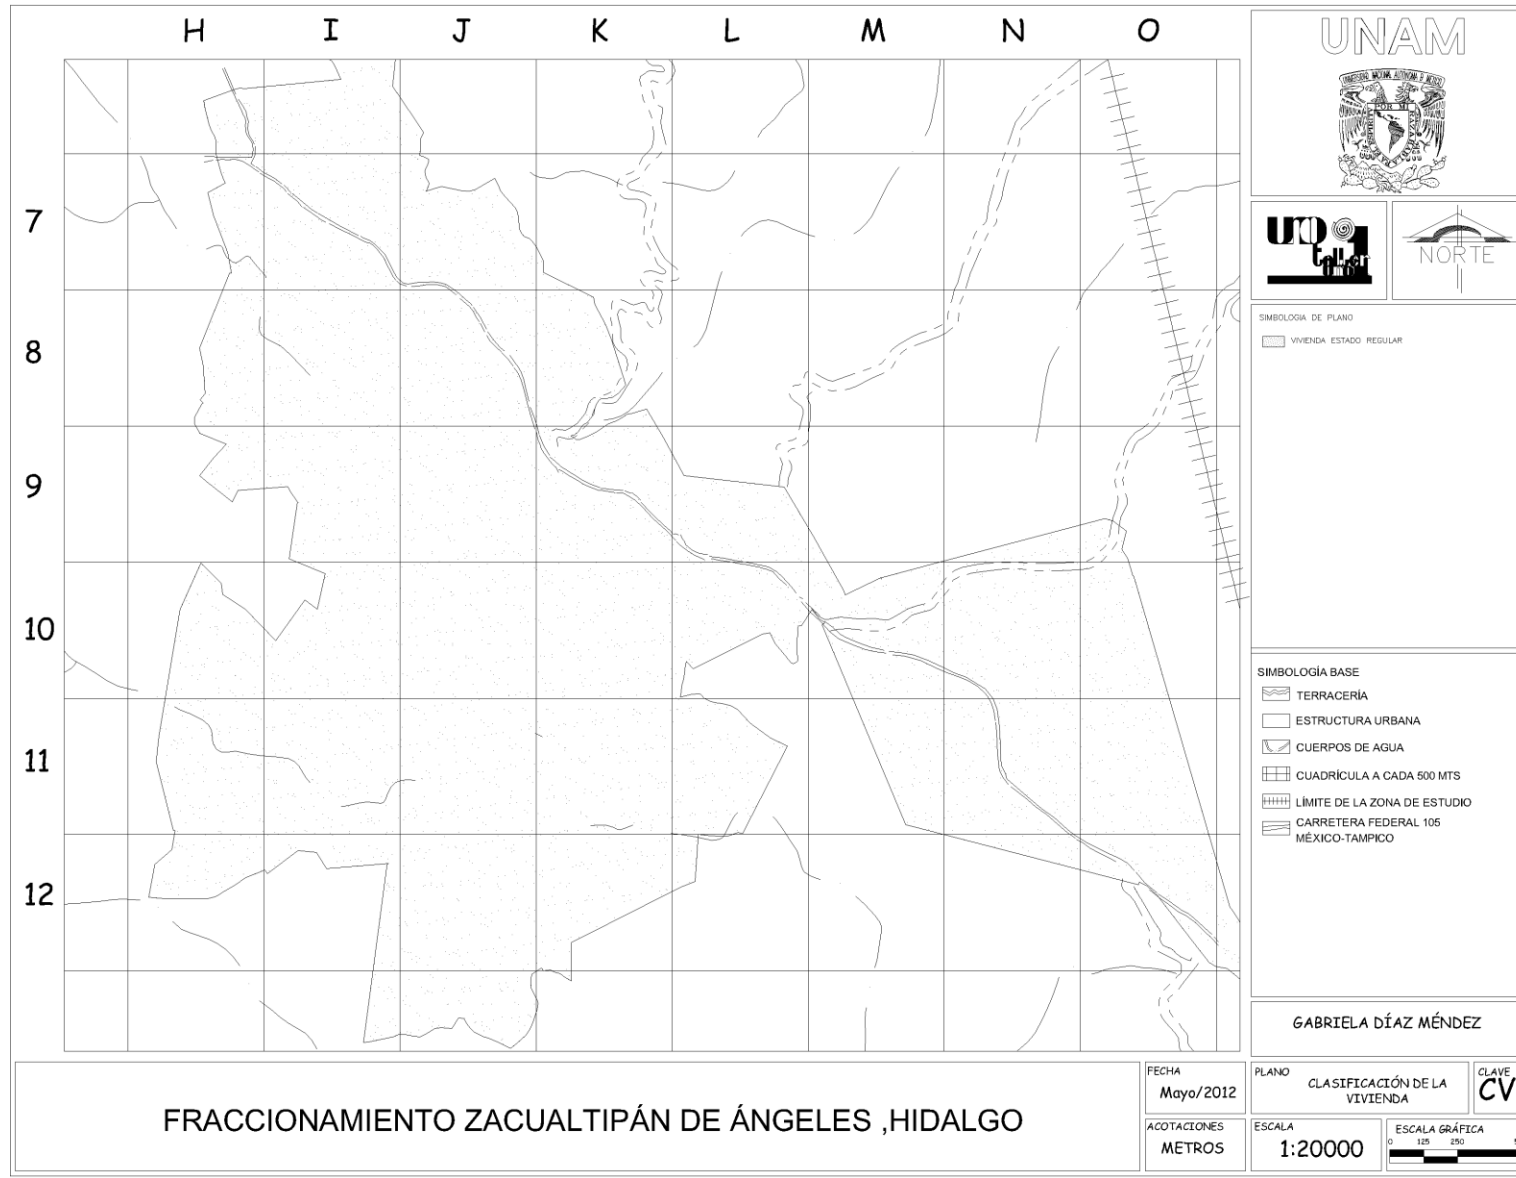 H I J K L M N O
7
8
9
10
11
12
UNAM
POR MI
NORTE
SIMBOLOGIA DE PLANO
VIVIENDA ESTADO REGULAR
SIMBOLOGÍA BASE
TERRACERÍA
ESTRUCTURA URBANA
CUERPOS DE AGUA
CUADRÍCULA A CADA 500 MTS
LÍMITE DE LA ZONA DE ESTUDIO
CARRETERA FEDERAL 105
MÉXICO-TAMPICO
GABRIELA DÍAZ MÉNDEZ
FRACCIONAMIENTO ZACUALTIPÁN DE ÁNGELES ,HIDALGO
FECHA
Mayo/2012
ACOTACIONES
METROS
PLANO
CLASIFICACIÓN DE LA
VIVIENDA
CLAVE
CV
ESCALA
1:20000
ESCALA GRÁFICA
0 125 250